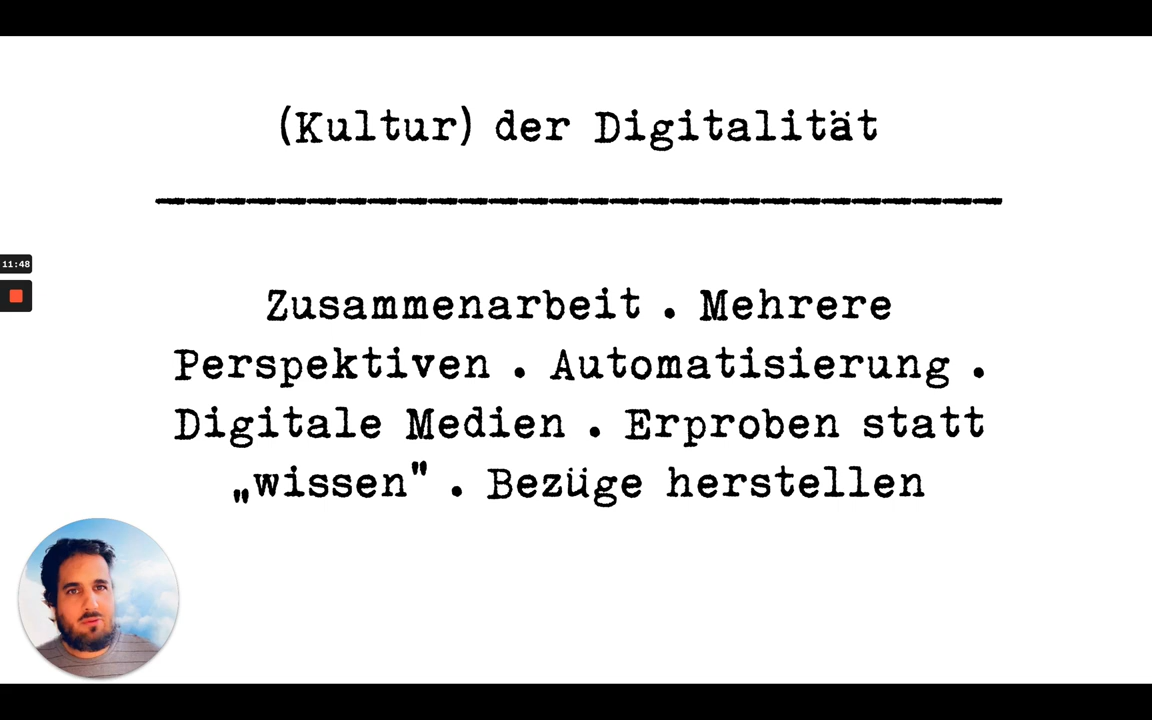 (Kultur) der Digitalität
11:48
Zusammenarbeit . Mehrere
Perspektiven . Automatisierung .
Digitale Medien . Erproben statt
„wissen" . Bezüge herstellen